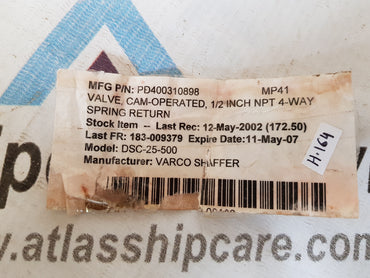 MFG P/N: PD400310898 MP41
VALVE, CAM-OPERATED, 1/2 INCH NPT 4-WAY
SPRING RETURN
Stock Item -- Last Rec: 12-May-2002 (172.50)
Last FR: 183-009379 Expire Date:11-May-07
Model: DSC-25-500
Manufacturer: VARCO SHAFFER
H-164
www.atlasshipcare.com